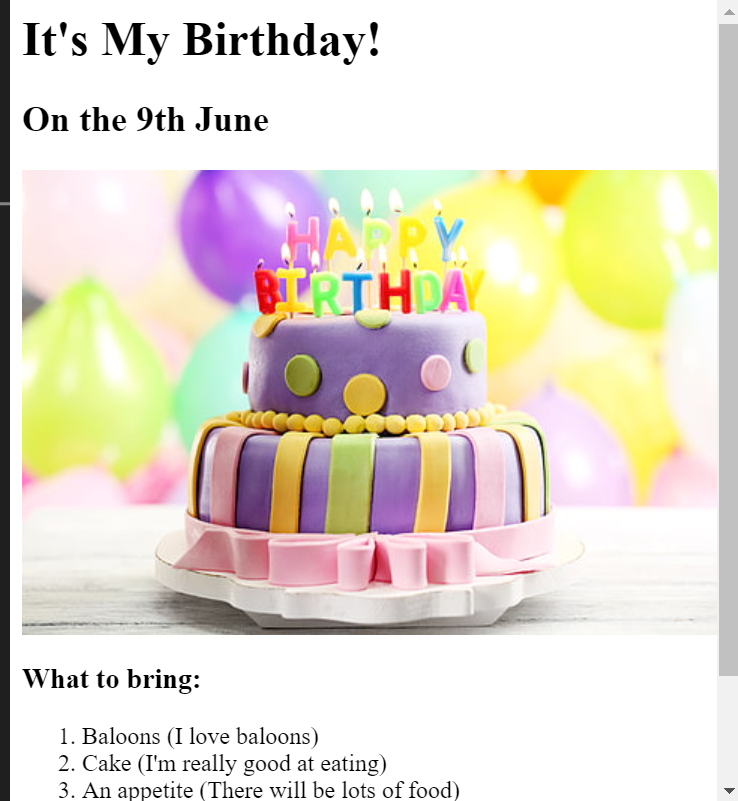 It's My Birthday!
On the 9th June
HAPPY
BIRTHDAY
What to bring:
1. Baloons (I love baloons)
2. Cake (I'm really good at eating)
3. An appetite (There will be lots of food)